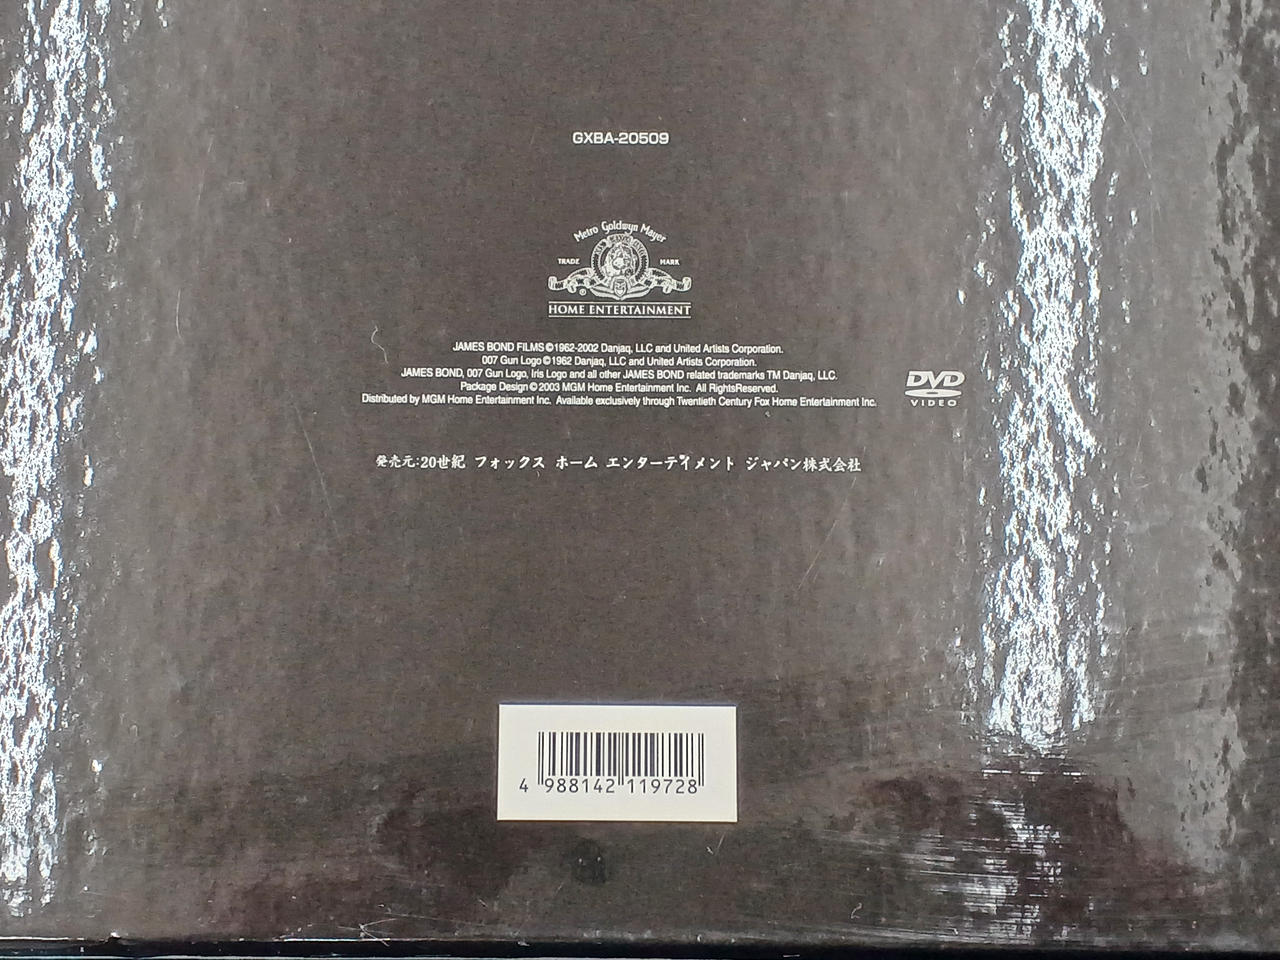 GXBA-20509
Metro Goldwyn Mayer
TRADE MARK
®
HOME ENTERTAINMENT
JAMES BOND FILMS©1962-2002 Danjaq, LLC and United Artists Corporation.
007 Gun Logo©1962 Danjaq, LLC and United Artists Corporation.
JAMES BOND, 007 Gun Logo, Iris Logo and all other JAMES BOND related trademarks TM Danjaq, LLC.
Package Design©2003 MGM Home Entertainment Inc. All RightsReserved.
Distributed by MGM Home Entertainment Inc. Available exclusively through Twentieth Century Fox Home Entertainment Inc.
DVD
VIDEO
発売元:20世紀 フォックス ホーム エンターテイメント ジャパン株式会社
4 988142 119728